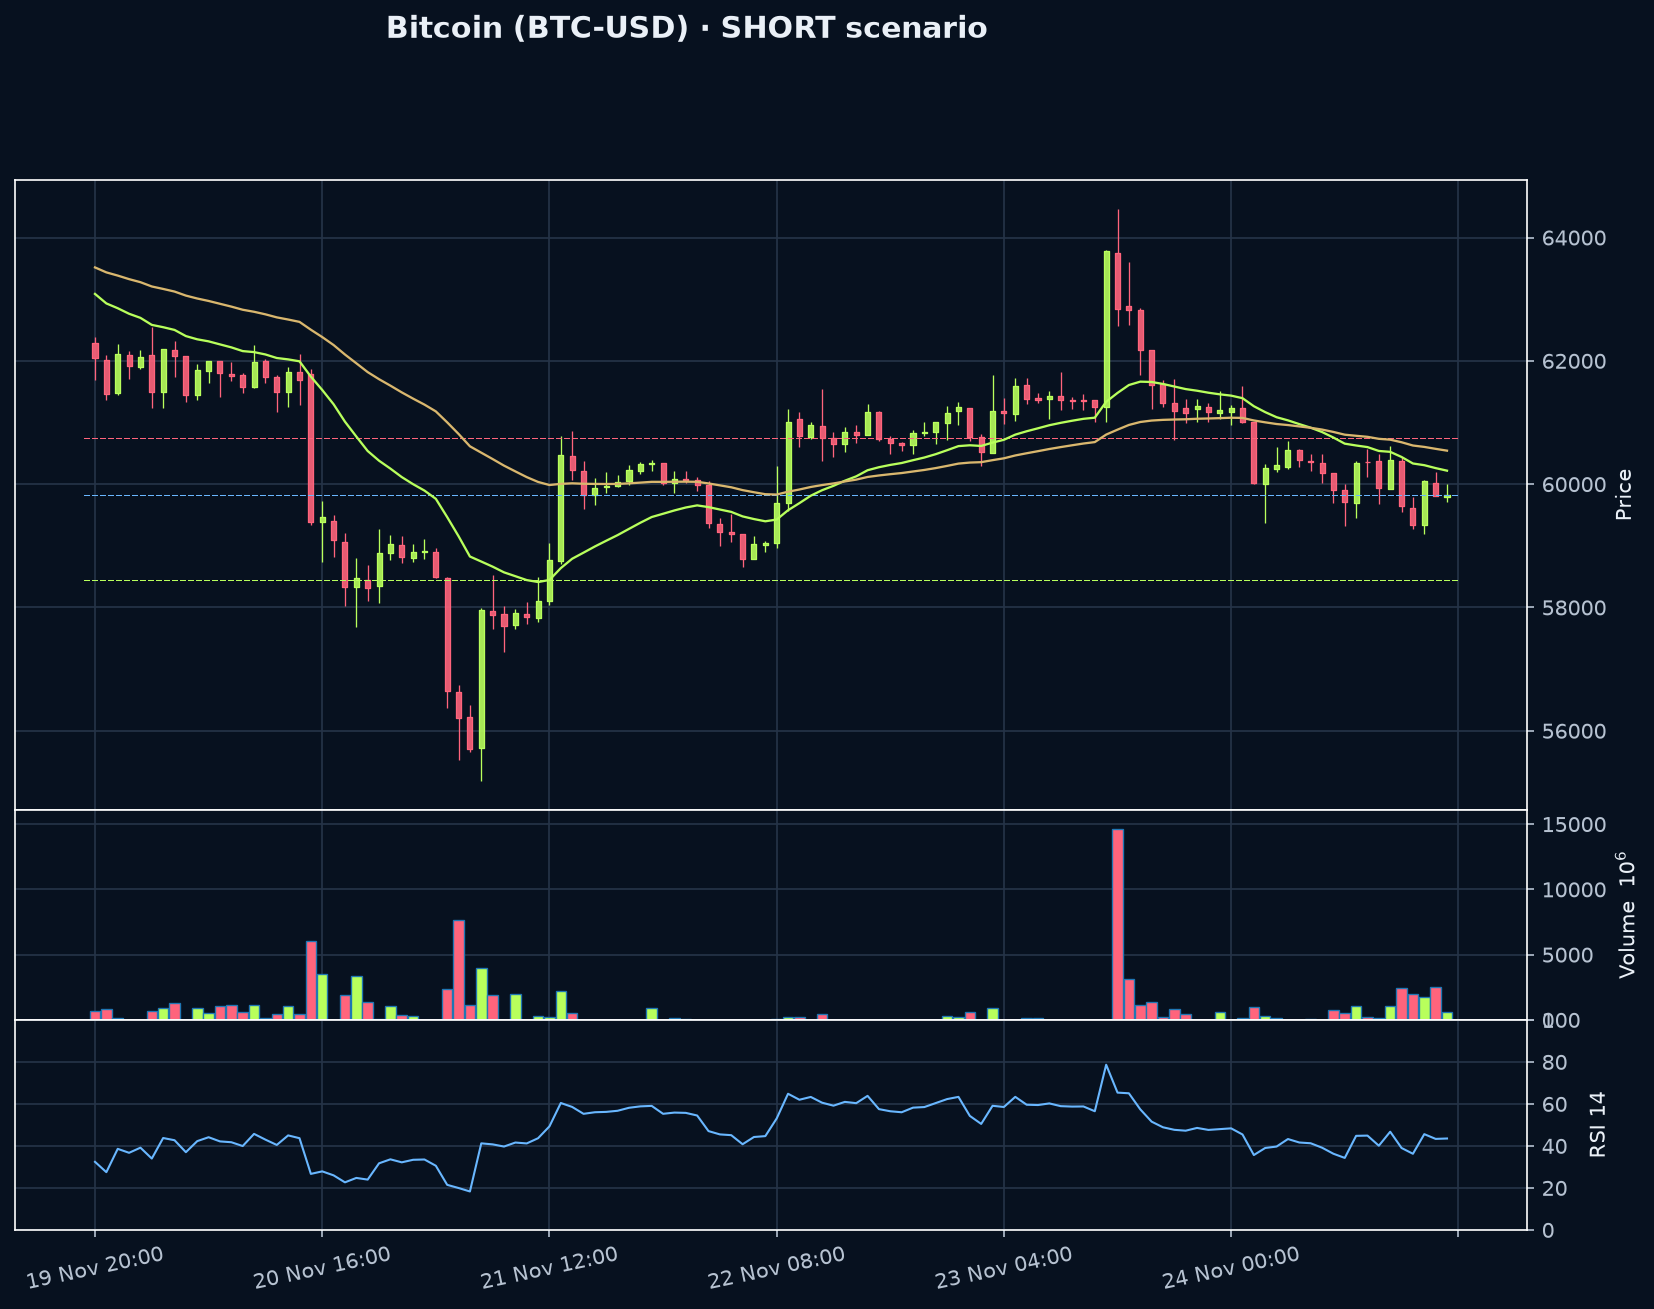 Bitcoin (BTC-USD) · SHORT scenario
64000
62000
60000
58000
56000
Price
15000
10000
5000
0
Volume 10⁶
100
80
60
40
20
0
RSI 14
19 Nov 20:00
20 Nov 16:00
21 Nov 12:00
22 Nov 08:00
23 Nov 04:00
24 Nov 00:00